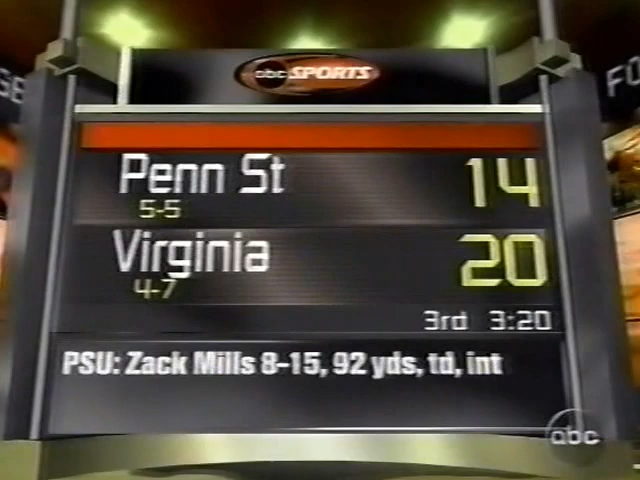 abc SPORTS
Penn St 14
5-5
Virginia 20
4-7
3rd 3:20
PSU: Zack Mills 8-15, 92 yds, td, int
abc